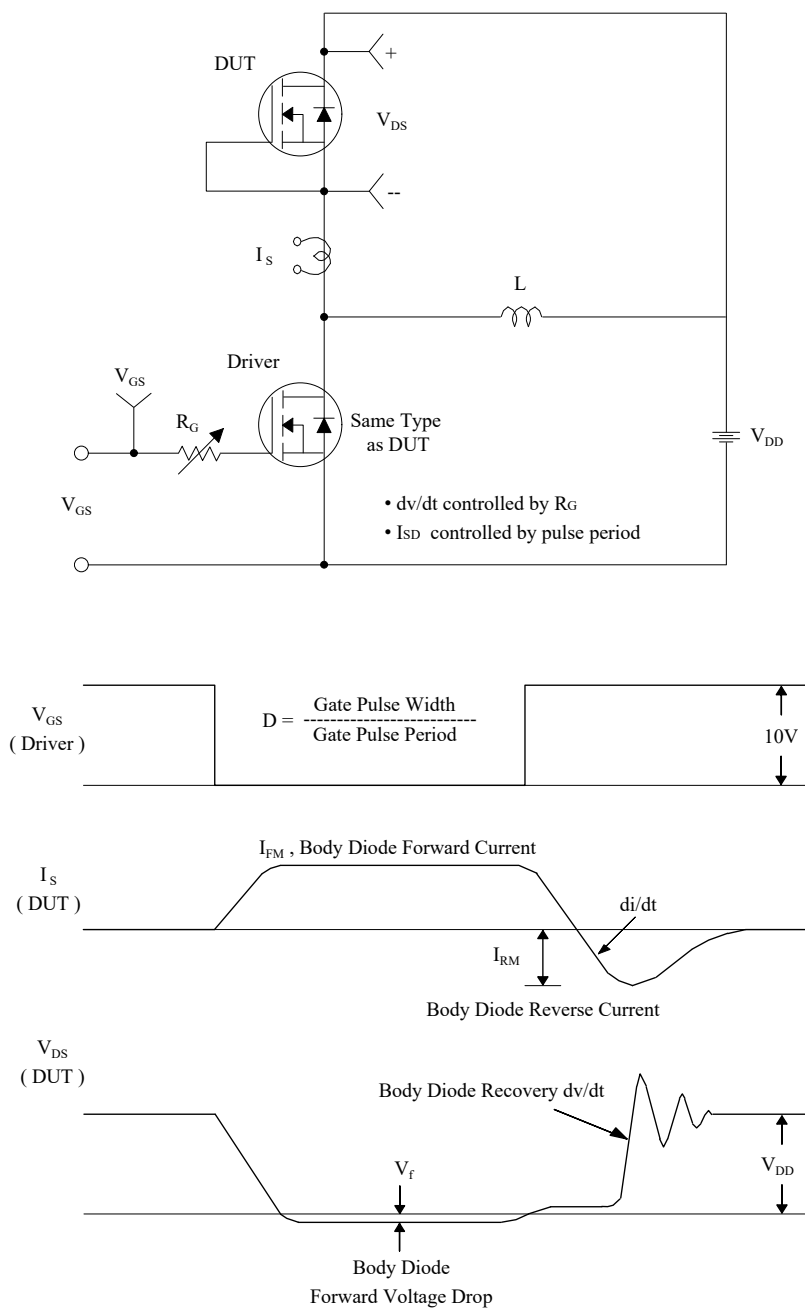 DUT
+
V_DS
--
I_S
L
Driver
V_GS
R_G
Same Type
as DUT
V_DD
V_GS
• dv/dt controlled by RG
• ISD controlled by pulse period
V_GS
( Driver )
D = Gate Pulse Width
--------------------------
Gate Pulse Period
10V
I_FM , Body Diode Forward Current
I_S
( DUT )
di/dt
I_RM
Body Diode Reverse Current
V_DS
( DUT )
Body Diode Recovery dv/dt
V_f
V_DD
Body Diode
Forward Voltage Drop